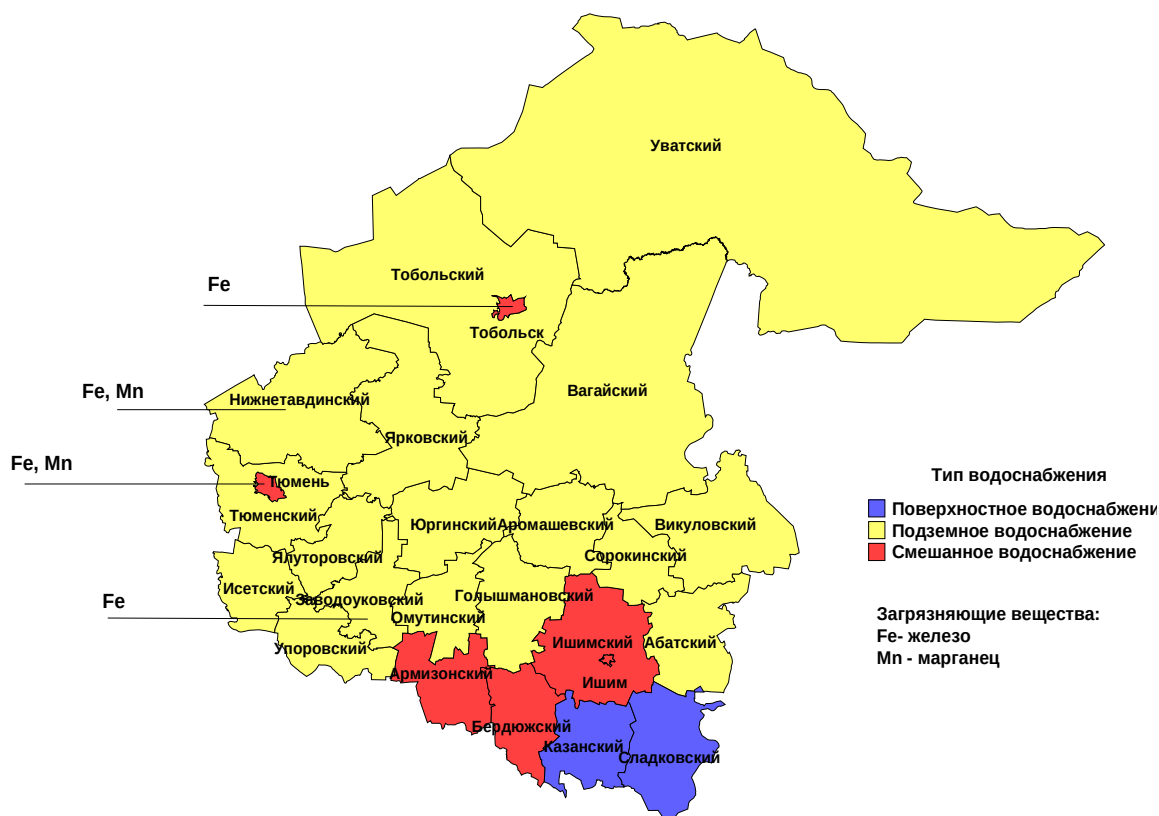 Уватский
Тобольский
Fe
Тобольск
Fe, Mn
Нижнетавдинский
Вагайский
Ярковский
Fe, Mn
Тюмень
Тип водоснабжения
Поверхностное водоснабжени
Подземное водоснабжение
Смешанное водоснабжение
Тюменский
Юргинский
Аромашевский
Викуловский
Ялуторовский
Сорокинский
Исетский
Fe
Заводоуковский
Голышмановский
Омутинский
Загрязняющие вещества:
Fe- железо
Mn - марганец
Упоровский
Ишимский
Абатский
Армизонский
Ишим
Бердюжский
Казанский
Сладковский